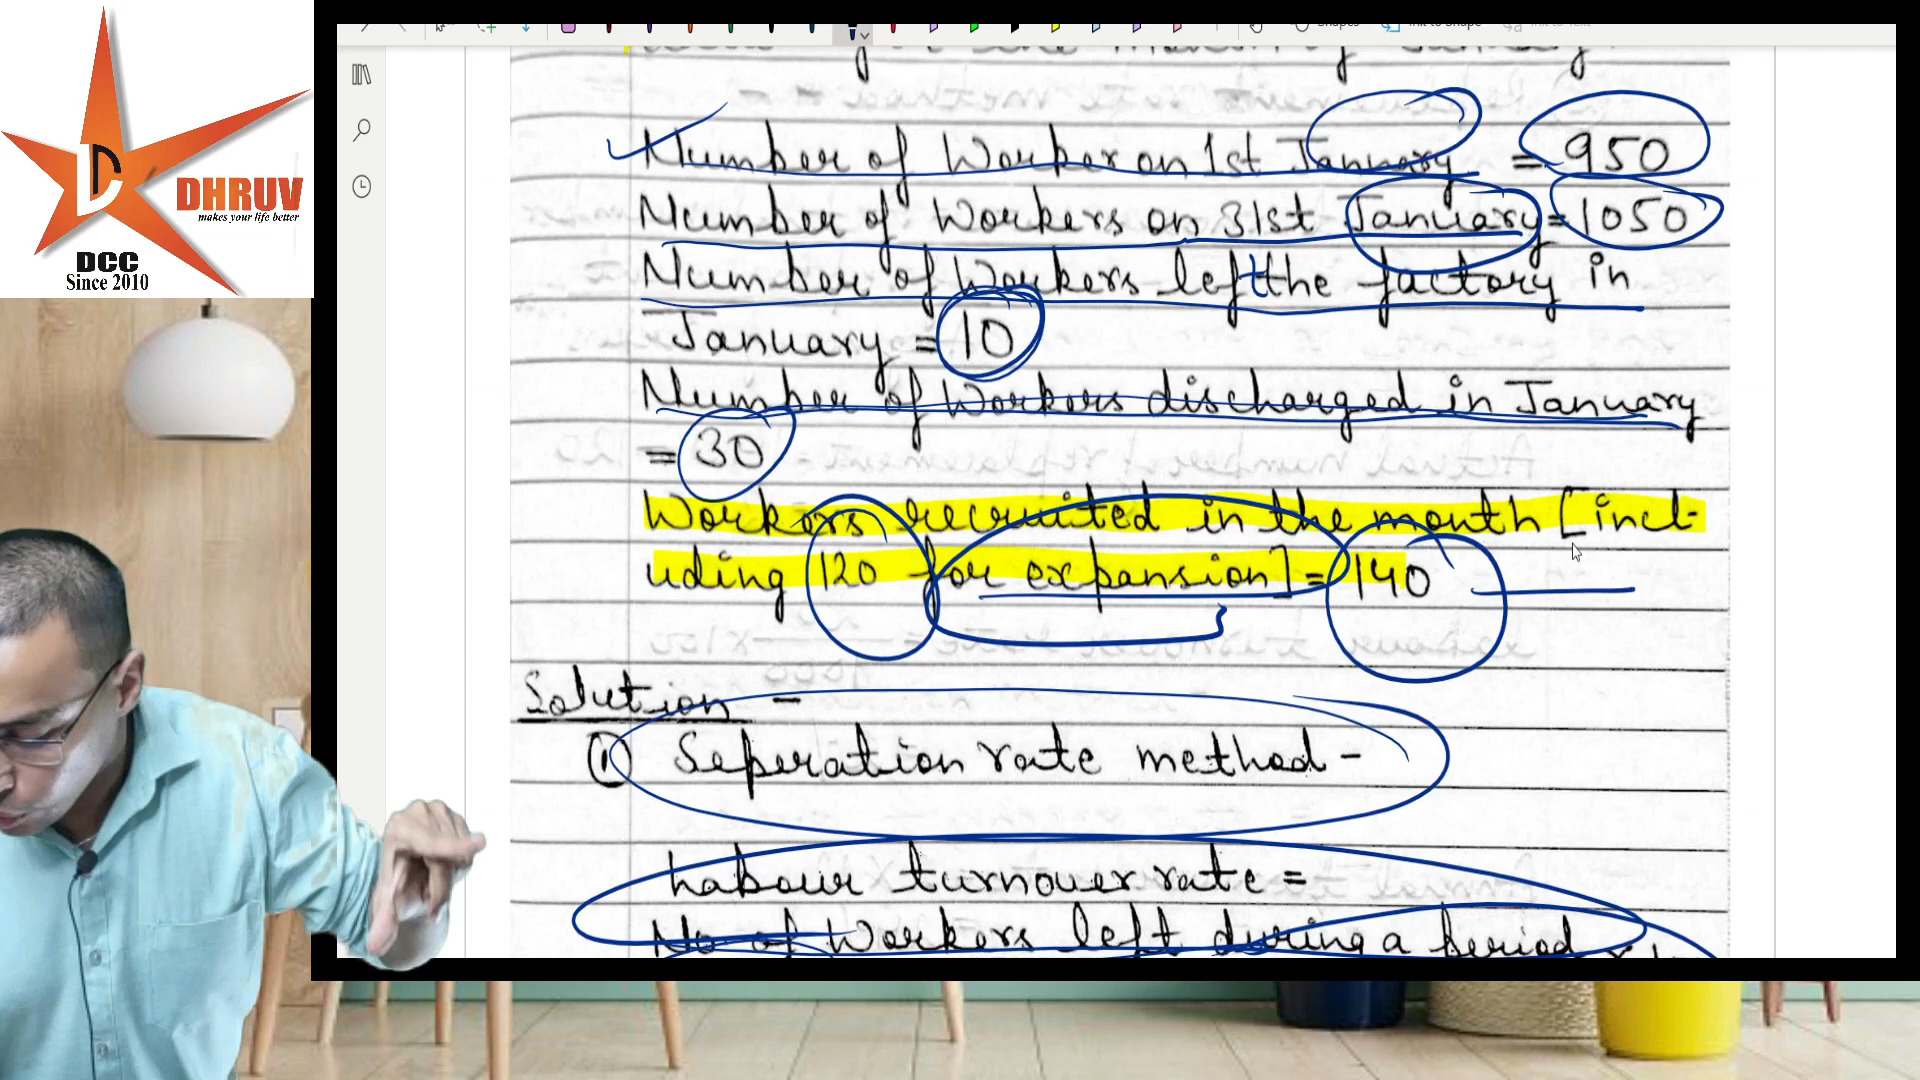 DHRUV
makes your life better
DCC
Since 2010
Number of Worker on 1st January = 950
Number of Workers on 31st January = 1050
Number of Workers left the factory in
January = 10
Number of Workers discharged in January
= 30
Workers recruited in the month [incl-
uding 120 for expansion] = 140
Solution -
① Seperation rate method -
Labour turnover rate =
No of Workers left during a period